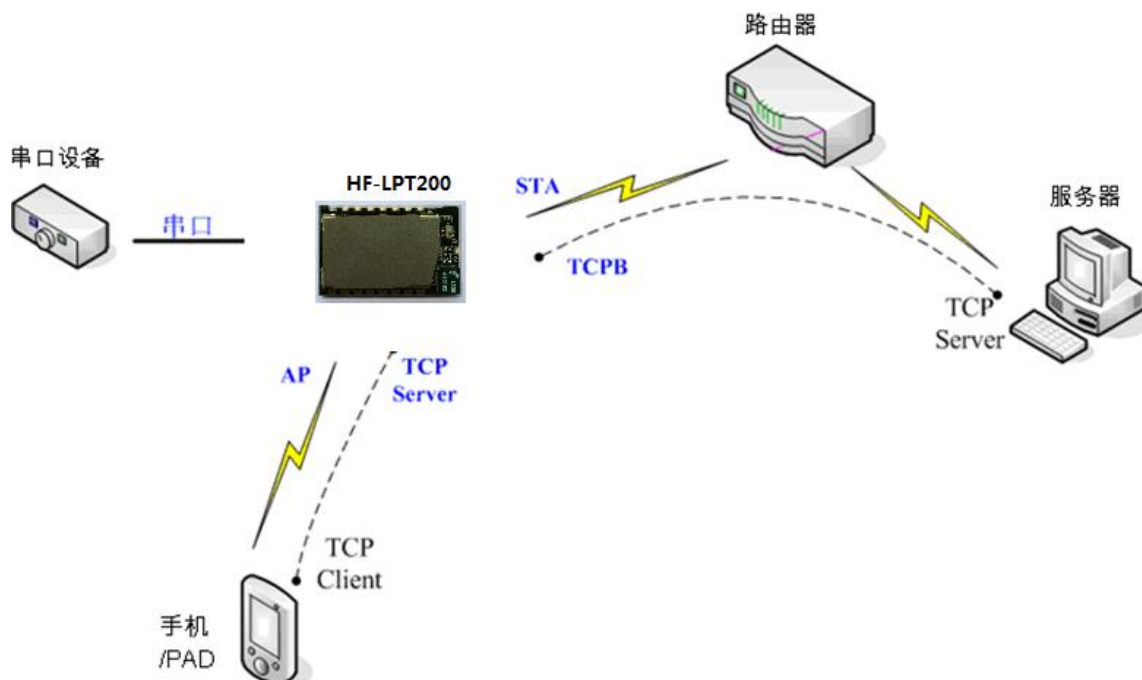 路由器
串口设备
HF-LPT200
STA
串口
服务器
TCPB
TCP
Server
AP
TCP
Server
TCP
Client
手机
/PAD